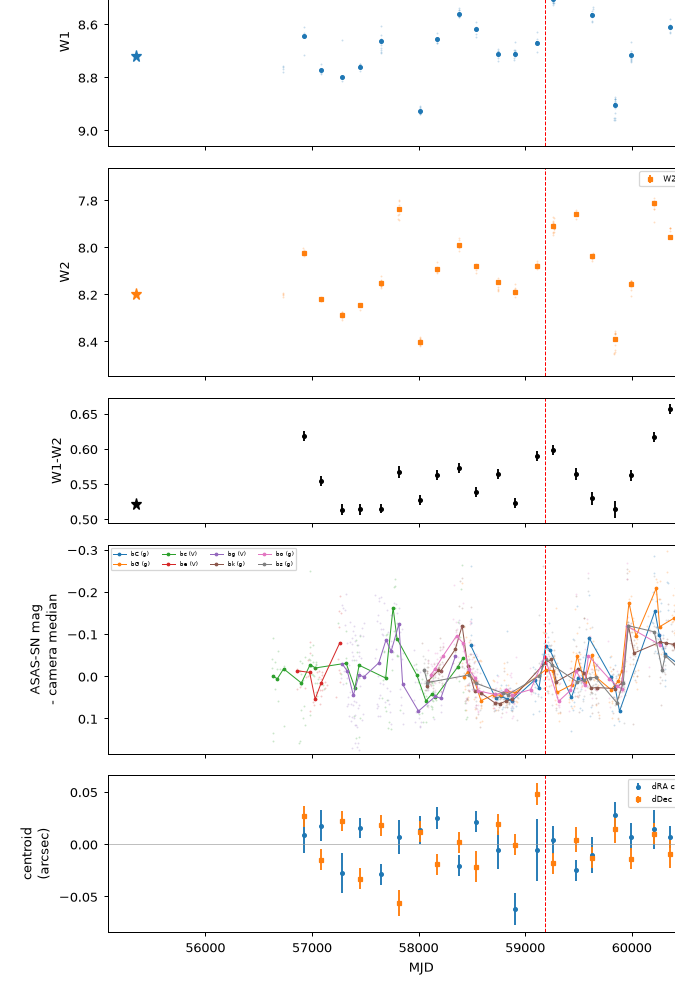 8.6
8.8
9.0
W1
W2
7.8
8.0
8.2
8.4
W2
0.65
0.60
0.55
0.50
W1-W2
bC (g)
bc (V)
bg (V)
bo (g)
bG (g)
be (V)
bk (g)
bs (g)
−0.3
−0.2
−0.1
0.0
0.1
ASAS-SN mag
- camera median
dRA c
dDec
0.05
0.00
−0.05
centroid
(arcsec)
56000
57000
58000
59000
60000
MJD